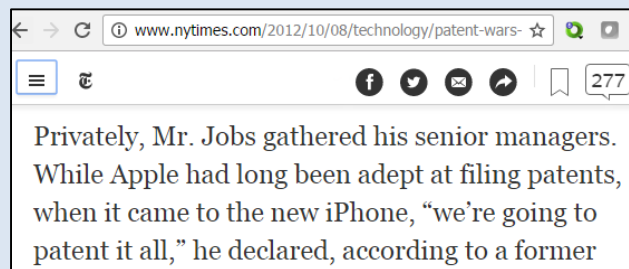 www.nytimes.com/2012/10/08/technology/patent-wars-
T
277
Privately, Mr. Jobs gathered his senior managers.
While Apple had long been adept at filing patents,
when it came to the new iPhone, “we’re going to
patent it all,” he declared, according to a former